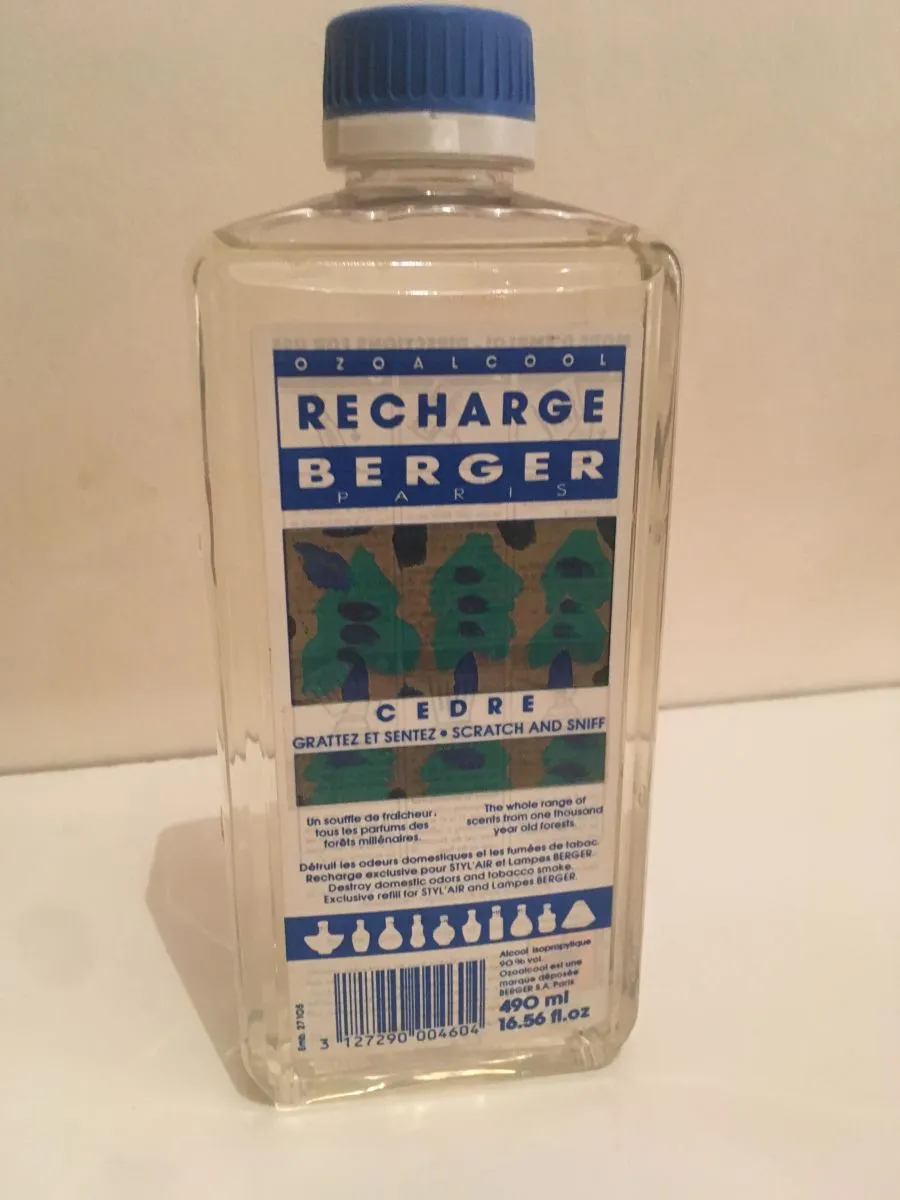 OZOALCOOL
RECHARGE
BERGER
PARIS
CEDRE
GRATTEZ ET SENTEZ • SCRATCH AND SNIFF
Un souffle de fraîcheur,
tous les parfums des
forêts millénaires.
The whole range of
scents from one thousand
year old forests.
Détruit les odeurs domestiques et les fumées de tabac.
Recharge exclusive pour STYL'AIR et Lampes BERGER.
Destroy domestic odors and tobacco smoke.
Exclusive refill for STYL'AIR and Lampes BERGER.
Alcool isopropylique
90 % vol.
Ozoalcool est une
marque déposée
BERGER S.A. Paris
490 ml
16.56 fl.oz
Emb. 27105
3 127290 004604